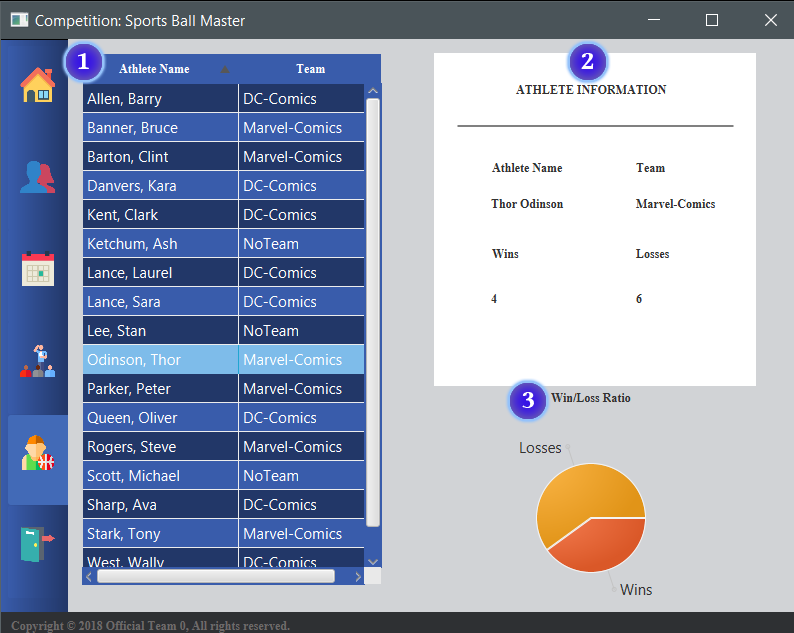 Competition: Sports Ball Master
1
Athlete Name Team
Allen, Barry DC-Comics
Banner, Bruce Marvel-Comics
Barton, Clint Marvel-Comics
Danvers, Kara DC-Comics
Kent, Clark DC-Comics
Ketchum, Ash NoTeam
Lance, Laurel DC-Comics
Lance, Sara DC-Comics
Lee, Stan NoTeam
Odinson, Thor Marvel-Comics
Parker, Peter Marvel-Comics
Queen, Oliver DC-Comics
Rogers, Steve Marvel-Comics
Scott, Michael NoTeam
Sharp, Ava DC-Comics
Stark, Tony Marvel-Comics
West, Wally DC-Comics
2
ATHLETE INFORMATION
Athlete Name Team
Thor Odinson Marvel-Comics
Wins Losses
4 6
3
Win/Loss Ratio
Losses
Wins
Copyright © 2018 Official Team 0, All rights reserved.